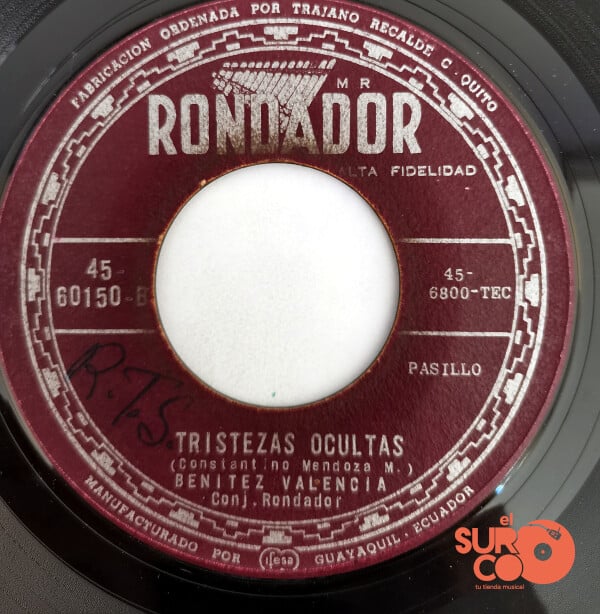 FABRICACION ORDENADA POR TRAJANO RECALDE C. QUITO
MR
RONDADOR
ALTA FIDELIDAD
45-
60150-B
45-
6800-TEC
PASILLO
R.T.S.
TRISTEZAS OCULTAS
(Constantino Mendoza M.)
BENITEZ VALENCIA
Conj. Rondador
MANUFACTURADO POR ifesa GUAYAQUIL, ECUADOR
el
SURCO
tu tienda musical